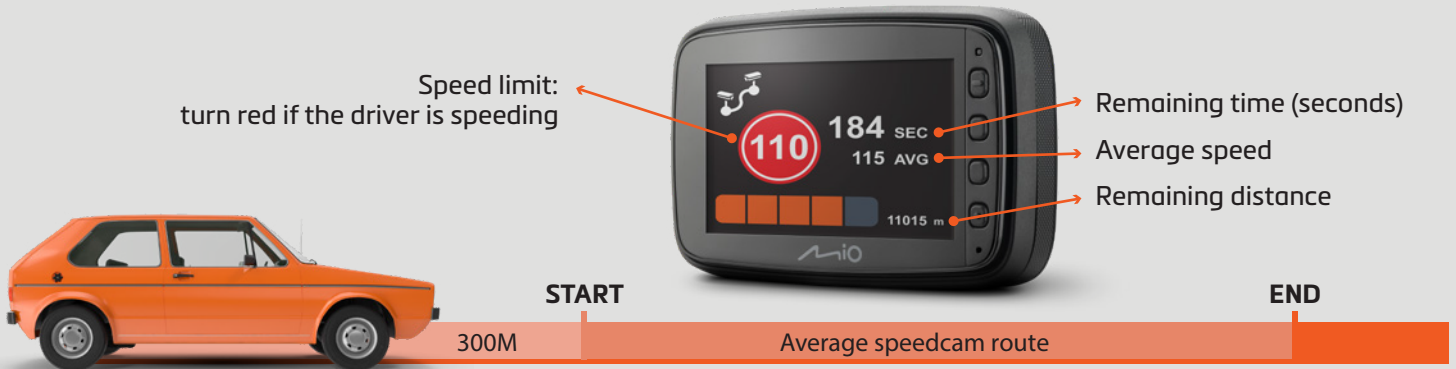 Speed limit:
turn red if the driver is speeding
110
184 SEC
115 AVG
11015 m
Mio
Remaining time (seconds)
Average speed
Remaining distance
START
END
300M
Average speedcam route